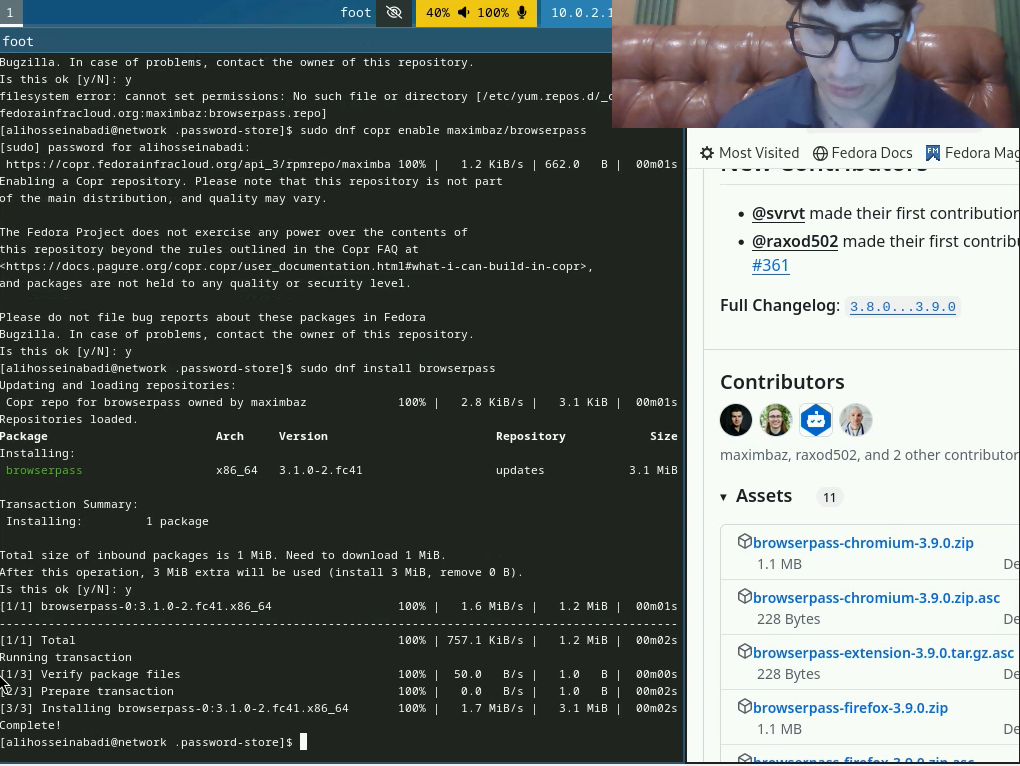 1
foot
40% 100%
10.0.2.1
foot
Bugzilla. In case of problems, contact the owner of this repository.
Is this ok [y/N]: y
filesystem error: cannot set permissions: No such file or directory [/etc/yum.repos.d/_c
fedorainfracloud.org:maximbaz:browserpass.repo]
[alihosseinabadi@network .password-store]$ sudo dnf copr enable maximbaz/browserpass
[sudo] password for alihosseinabadi:
https://copr.fedorainfracloud.org/api_3/rpmrepo/maximba 100% | 1.2 KiB/s | 662.0 B | 00m01s
Enabling a Copr repository. Please note that this repository is not part
of the main distribution, and quality may vary.
The Fedora Project does not exercise any power over the contents of
this repository beyond the rules outlined in the Copr FAQ at
<https://docs.pagure.org/copr.copr/user_documentation.html#what-i-can-build-in-copr>,
and packages are not held to any quality or security level.
Please do not file bug reports about these packages in Fedora
Bugzilla. In case of problems, contact the owner of this repository.
Is this ok [y/N]: y
[alihosseinabadi@network .password-store]$ sudo dnf install browserpass
Updating and loading repositories:
Copr repo for browserpass owned by maximbaz 100% | 2.8 KiB/s | 3.1 KiB | 00m01s
Repositories loaded.
Package Arch Version Repository Size
Installing:
browserpass x86_64 3.1.0-2.fc41 updates 3.1 MiB
Transaction Summary:
Installing: 1 package
Total size of inbound packages is 1 MiB. Need to download 1 MiB.
After this operation, 3 MiB extra will be used (install 3 MiB, remove 0 B).
Is this ok [y/N]: y
[1/1] browserpass-0:3.1.0-2.fc41.x86_64 100% | 1.6 MiB/s | 1.2 MiB | 00m01s
--------------------------------------------------------------------------------
[1/1] Total 100% | 757.1 KiB/s | 1.2 MiB | 00m02s
Running transaction
[1/3] Verify package files 100% | 50.0 B/s | 1.0 B | 00m00s
[2/3] Prepare transaction 100% | 0.0 B/s | 1.0 B | 00m02s
[3/3] Installing browserpass-0:3.1.0-2.fc41.x86_64 100% | 1.7 MiB/s | 3.1 MiB | 00m02s
Complete!
[alihosseinabadi@network .password-store]$
Most Visited Fedora Docs Fedora Mag
New Contributors
@svrvt made their first contribution
@raxod502 made their first contribu
#361
Full Changelog: 3.8.0...3.9.0
Contributors
maximbaz, raxod502, and 2 other contributor
Assets 11
browserpass-chromium-3.9.0.zip
1.1 MB De
browserpass-chromium-3.9.0.zip.asc
228 Bytes De
browserpass-extension-3.9.0.tar.gz.asc
228 Bytes De
browserpass-firefox-3.9.0.zip
1.1 MB De
browserpass-firefox-3.9.0.zip.asc